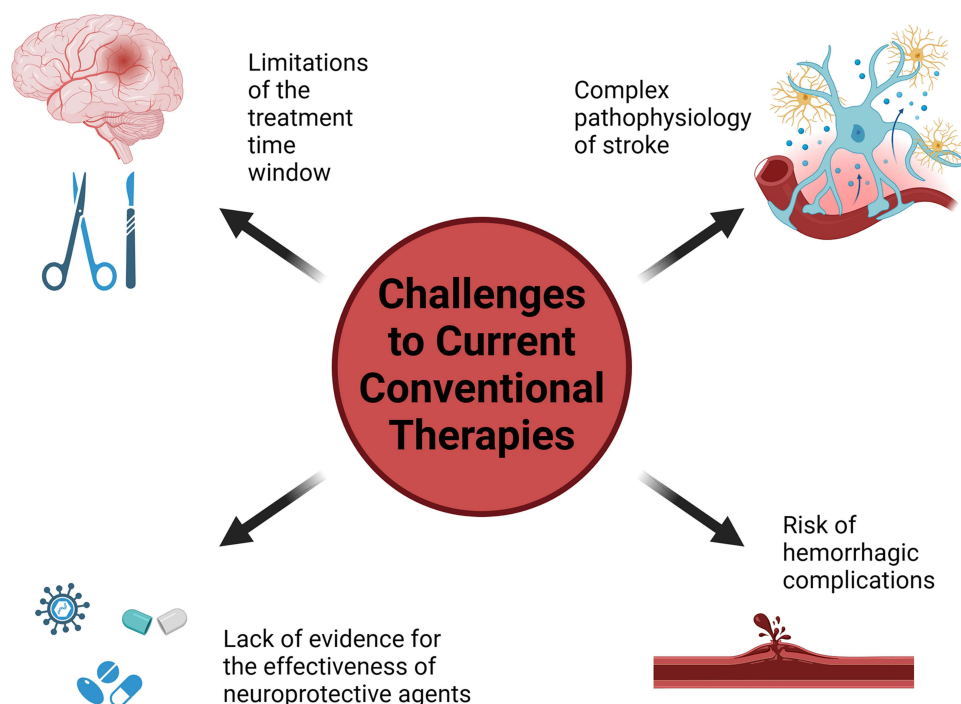 Limitations
of the
treatment
time
window
Complex
pathophysiology
of stroke
Challenges
to Current
Conventional
Therapies
Risk of
hemorrhagic
complications
Lack of evidence for
the effectiveness of
neuroprotective agents